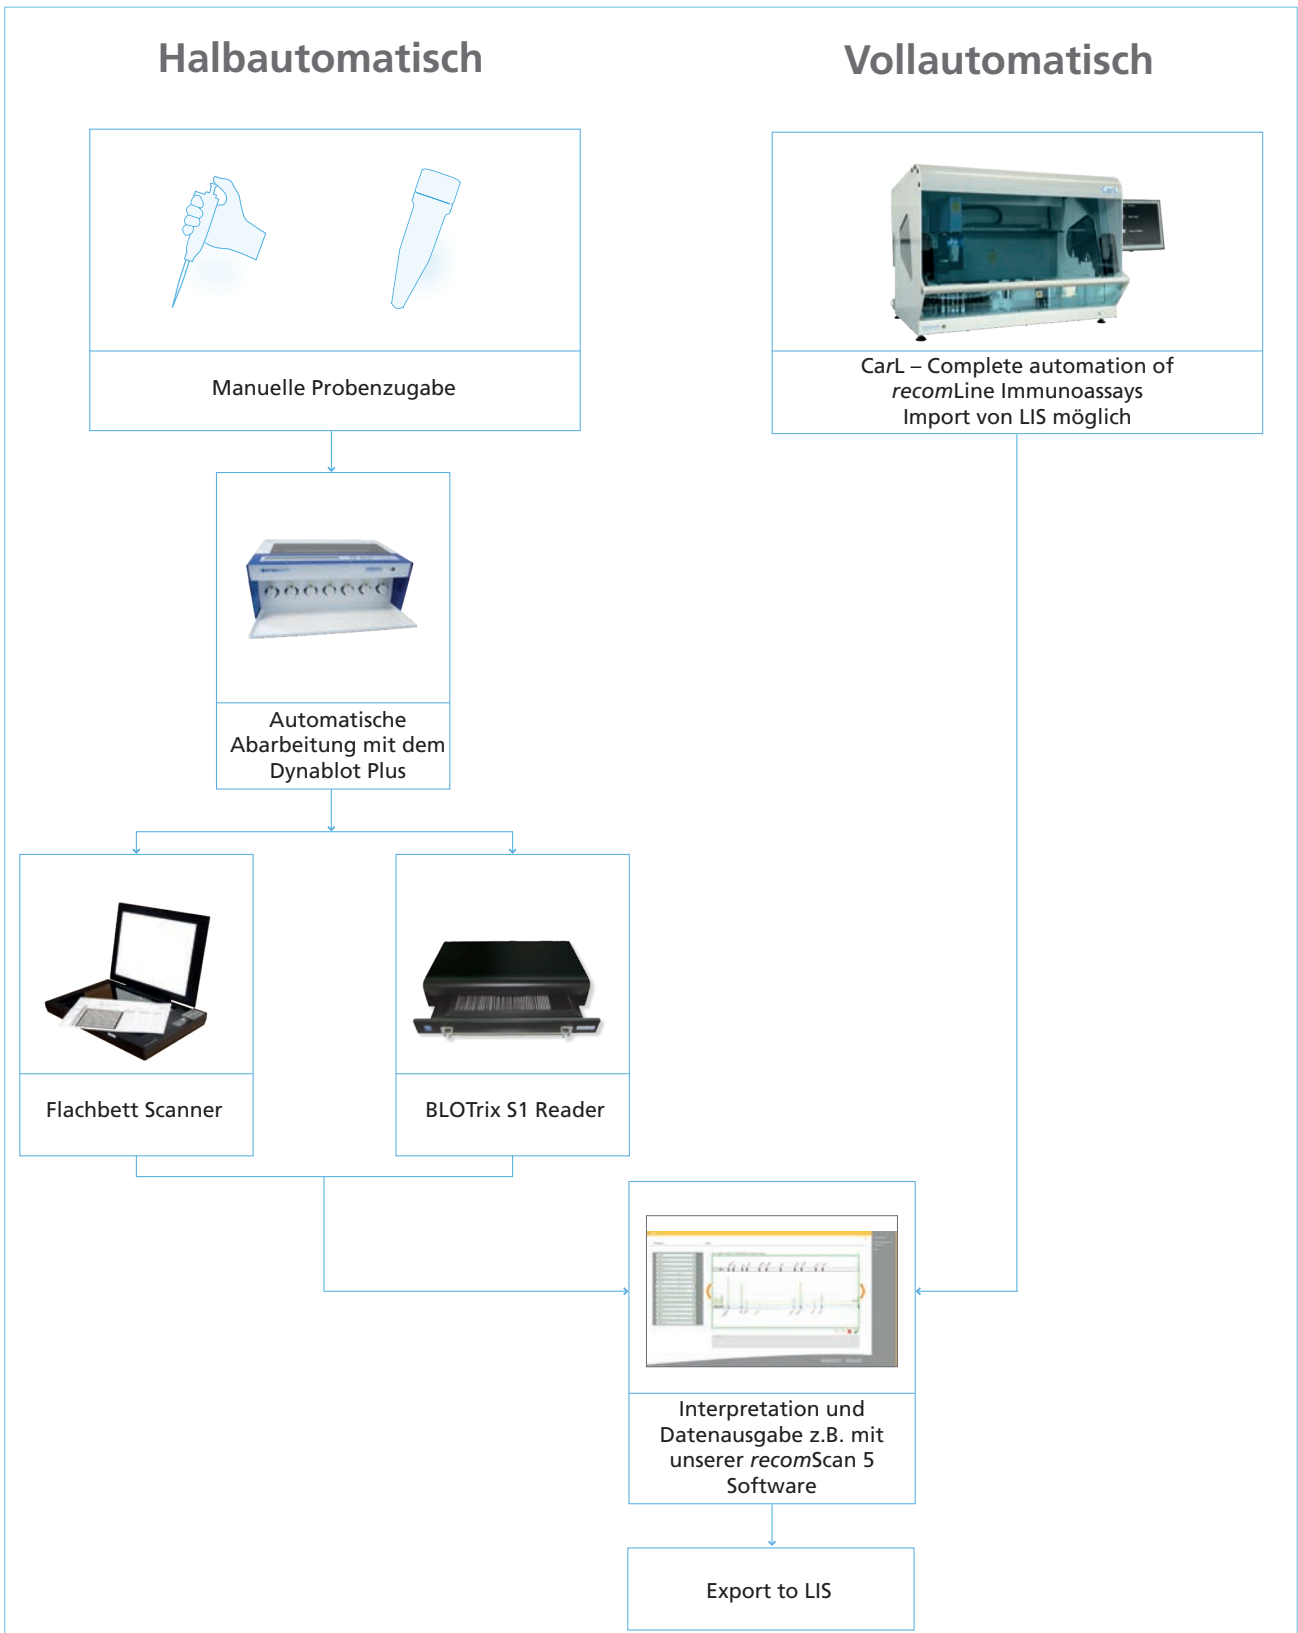 Halbautomatisch
Vollautomatisch
Manuelle Probenzugabe
CarL
CarL – Complete automation of
recomLine Immunoassays
Import von LIS möglich
Automatische
Abarbeitung mit dem
Dynablot Plus
Flachbett Scanner
BLOTrix S1 Reader
Interpretation und
Datenausgabe z.B. mit
unserer recomScan 5
Software
Export to LIS